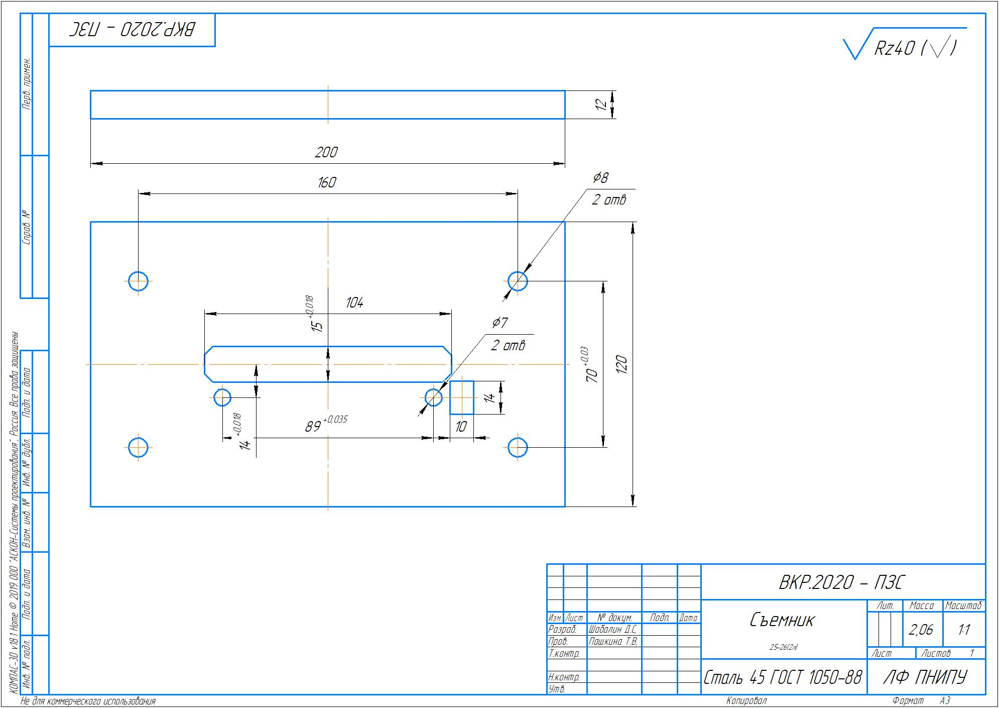 ВКР.2020 - ПЗС
Rz40 (√)
Перв. примен.
Справ. №
Подп. и дата
Инв. № дубл.
Взам. инв. №
Подп. и дата
Инв. № подл.
КОМПАС-3D v18.1 Home © 2019 ООО "АСКОН-Системы проектирования", Россия. Все права защищены.
12
200
160
⌀8
2 отв
104
15 +0,018
⌀7
2 отв
70 +0,03
120
14
10
89 +0,035
14 +0,018
ВКР.2020 - ПЗС
Съемник
25-26(2л)
Лит. Масса Масштаб
2,06 1:1
Лист Листов 1
Изм. Лист № докум. Подп. Дата
Разраб. Шабалин Д.С,
Пров. Пашкина Т.В,
Т.контр.
Н.контр.
Утв.
Сталь 45 ГОСТ 1050-88
ЛФ ПНИПУ
Не для коммерческого использования
Копировал
Формат А3